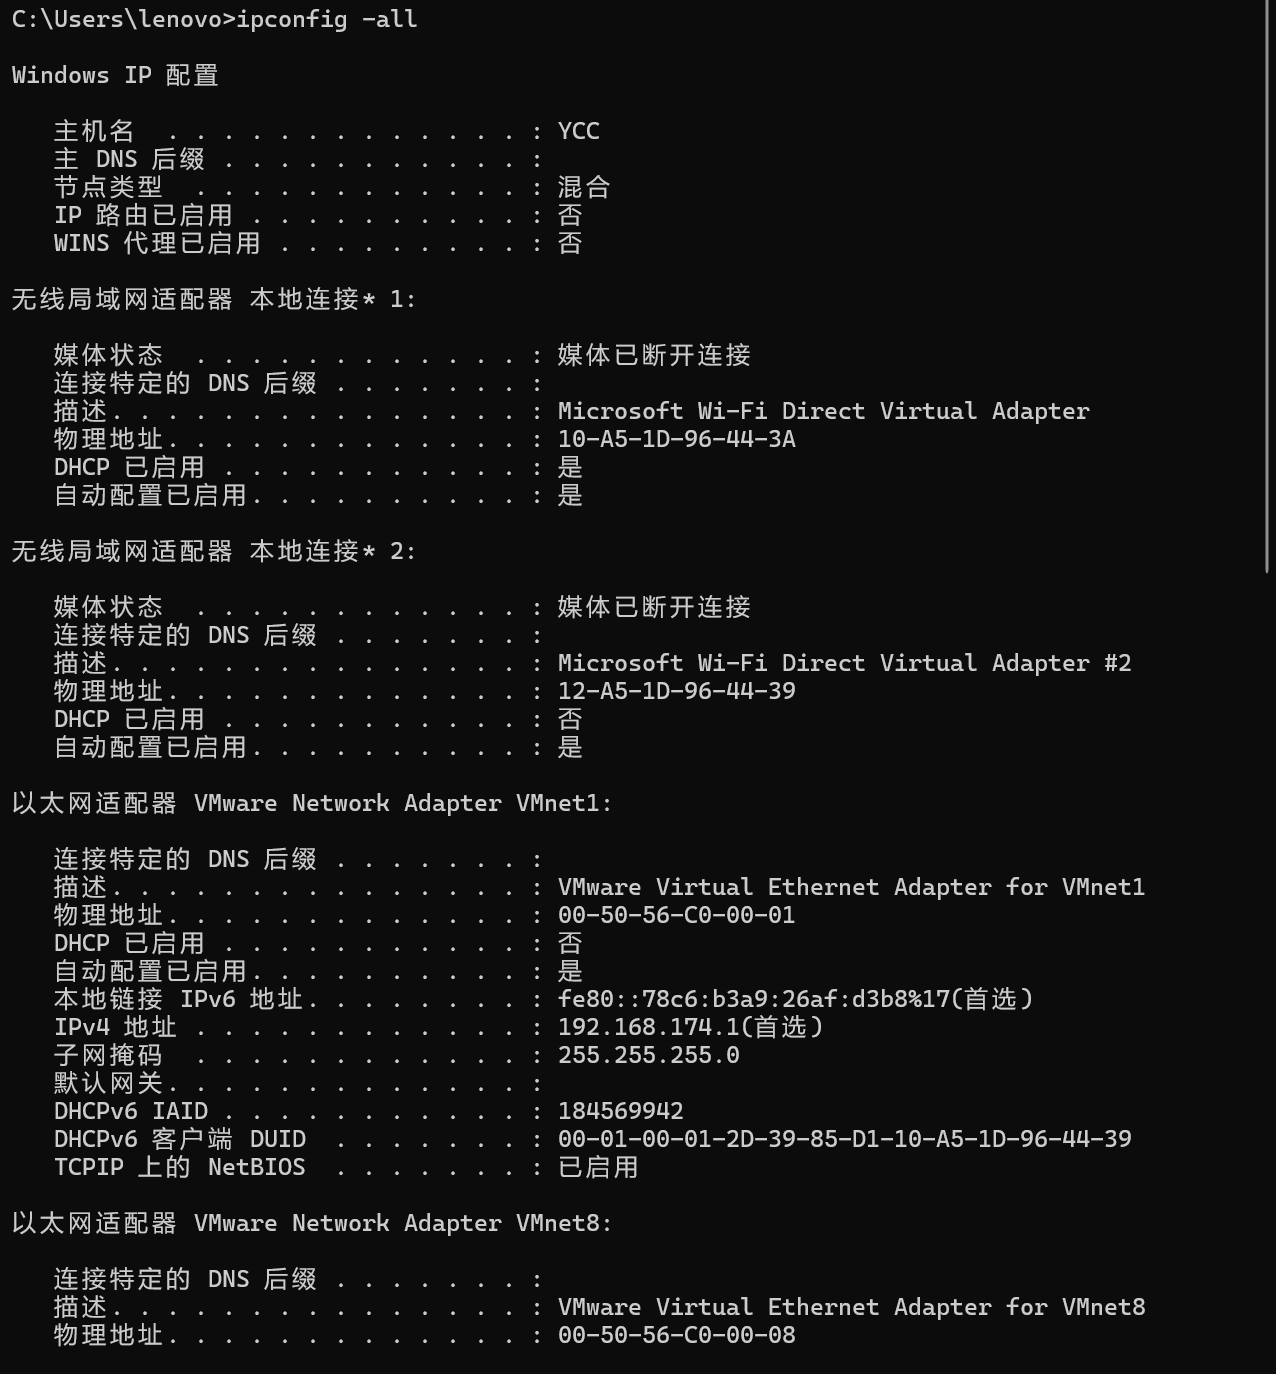 C:\Users\lenovo>ipconfig -all
Windows IP 配置
主机名  . . . . . . . . . . . . . : YCC
主 DNS 后缀 . . . . . . . . . . . :
节点类型  . . . . . . . . . . . . : 混合
IP 路由已启用 . . . . . . . . . . : 否
WINS 代理已启用 . . . . . . . . . : 否
无线局域网适配器 本地连接* 1:
媒体状态  . . . . . . . . . . . . : 媒体已断开连接
连接特定的 DNS 后缀 . . . . . . . :
描述. . . . . . . . . . . . . . . : Microsoft Wi-Fi Direct Virtual Adapter
物理地址. . . . . . . . . . . . . : 10-A5-1D-96-44-3A
DHCP 已启用 . . . . . . . . . . . : 是
自动配置已启用. . . . . . . . . . : 是
无线局域网适配器 本地连接* 2:
媒体状态  . . . . . . . . . . . . : 媒体已断开连接
连接特定的 DNS 后缀 . . . . . . . :
描述. . . . . . . . . . . . . . . : Microsoft Wi-Fi Direct Virtual Adapter #2
物理地址. . . . . . . . . . . . . : 12-A5-1D-96-44-39
DHCP 已启用 . . . . . . . . . . . : 否
自动配置已启用. . . . . . . . . . : 是
以太网适配器 VMware Network Adapter VMnet1:
连接特定的 DNS 后缀 . . . . . . . :
描述. . . . . . . . . . . . . . . : VMware Virtual Ethernet Adapter for VMnet1
物理地址. . . . . . . . . . . . . : 00-50-56-C0-00-01
DHCP 已启用 . . . . . . . . . . . : 否
自动配置已启用. . . . . . . . . . : 是
本地链接 IPv6 地址. . . . . . . . : fe80::78c6:b3a9:26af:d3b8%17(首选)
IPv4 地址 . . . . . . . . . . . . : 192.168.174.1(首选)
子网掩码  . . . . . . . . . . . . : 255.255.255.0
默认网关. . . . . . . . . . . . . :
DHCPv6 IAID . . . . . . . . . . . : 184569942
DHCPv6 客户端 DUID  . . . . . . . : 00-01-00-01-2D-39-85-D1-10-A5-1D-96-44-39
TCPIP 上的 NetBIOS  . . . . . . . : 已启用
以太网适配器 VMware Network Adapter VMnet8:
连接特定的 DNS 后缀 . . . . . . . :
描述. . . . . . . . . . . . . . . : VMware Virtual Ethernet Adapter for VMnet8
物理地址. . . . . . . . . . . . . : 00-50-56-C0-00-08